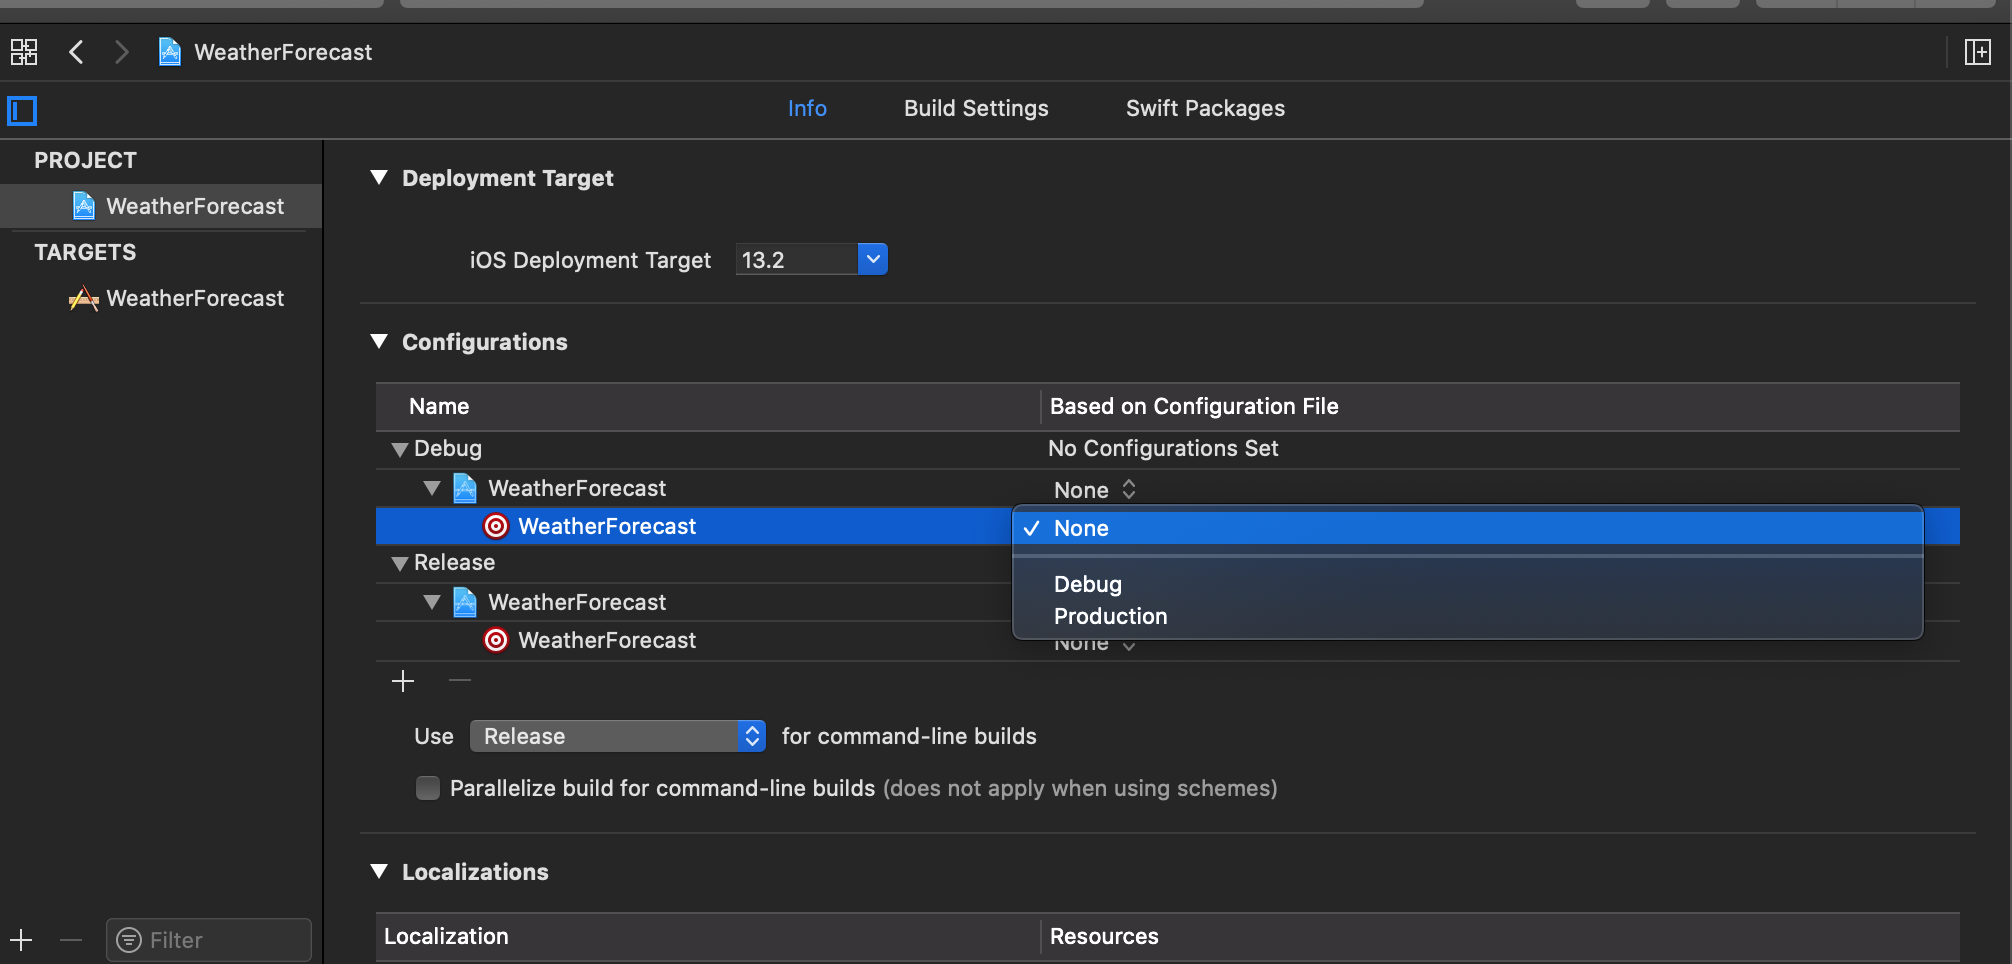 WeatherForecast
Info Build Settings Swift Packages
PROJECT
WeatherForecast
TARGETS
WeatherForecast
Deployment Target
iOS Deployment Target 13.2
Configurations
Name Based on Configuration File
Debug No Configurations Set
WeatherForecast None
WeatherForecast None
Release
Debug
WeatherForecast
Production
WeatherForecast None
Use Release for command-line builds
Parallelize build for command-line builds (does not apply when using schemes)
Localizations
Localization Resources
Filter